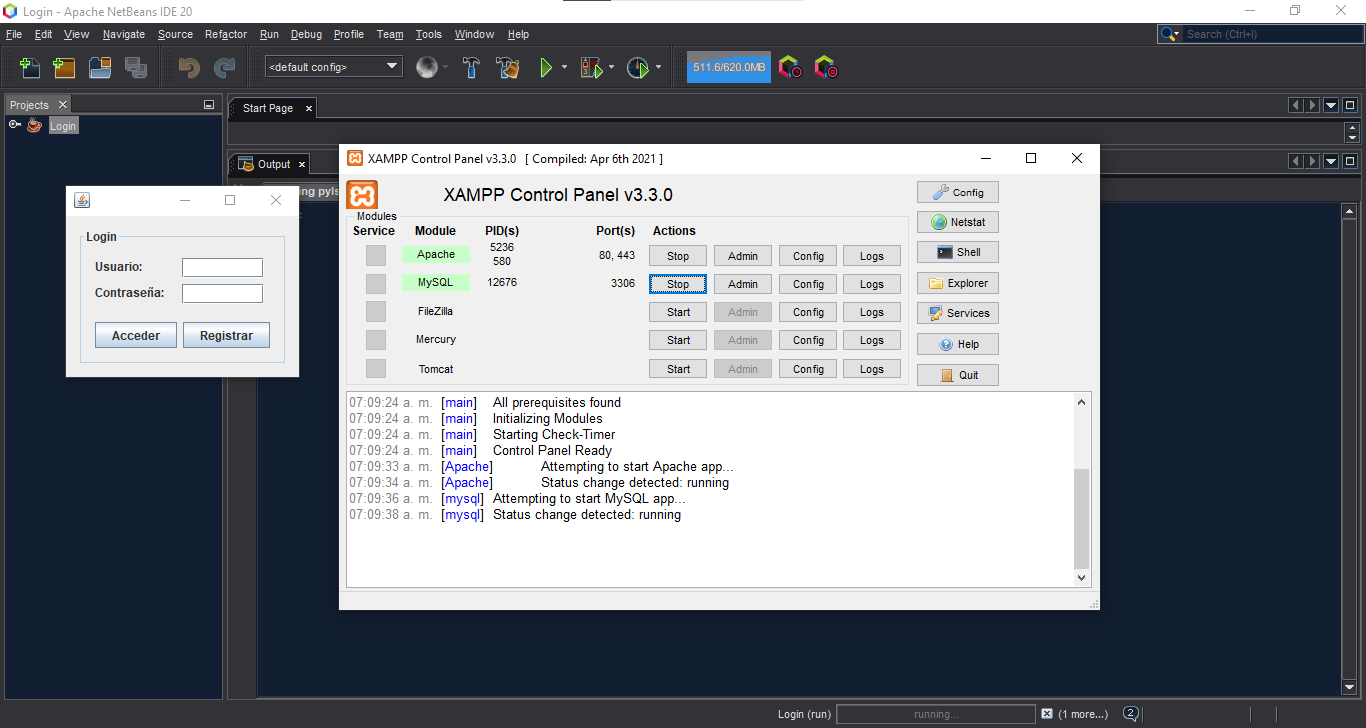 Login - Apache NetBeans IDE 20
File Edit View Navigate Source Refactor Run Debug Profile Team Tools Window Help
Search (Ctrl+I)
<default config>
511.6/620.0MB
Projects
Start Page
Login
Output
Login
Usuario:
Contraseña:
Acceder Registrar
XAMPP Control Panel v3.3.0 [ Compiled: Apr 6th 2021 ]
XAMPP Control Panel v3.3.0
Config
Modules
Service Module PID(s) Port(s) Actions
Netstat
Apache 5236 580 80, 443 Stop Admin Config Logs
Shell
MySQL 12676 3306 Stop Admin Config Logs
Explorer
FileZilla Start Admin Config Logs
Services
Mercury Start Admin Config Logs
Help
Tomcat Start Admin Config Logs
Quit
07:09:24 a. m. [main] All prerequisites found
07:09:24 a. m. [main] Initializing Modules
07:09:24 a. m. [main] Starting Check-Timer
07:09:24 a. m. [main] Control Panel Ready
07:09:33 a. m. [Apache] Attempting to start Apache app...
07:09:34 a. m. [Apache] Status change detected: running
07:09:36 a. m. [mysql] Attempting to start MySQL app...
07:09:38 a. m. [mysql] Status change detected: running
Login (run) running... (1 more...) 2